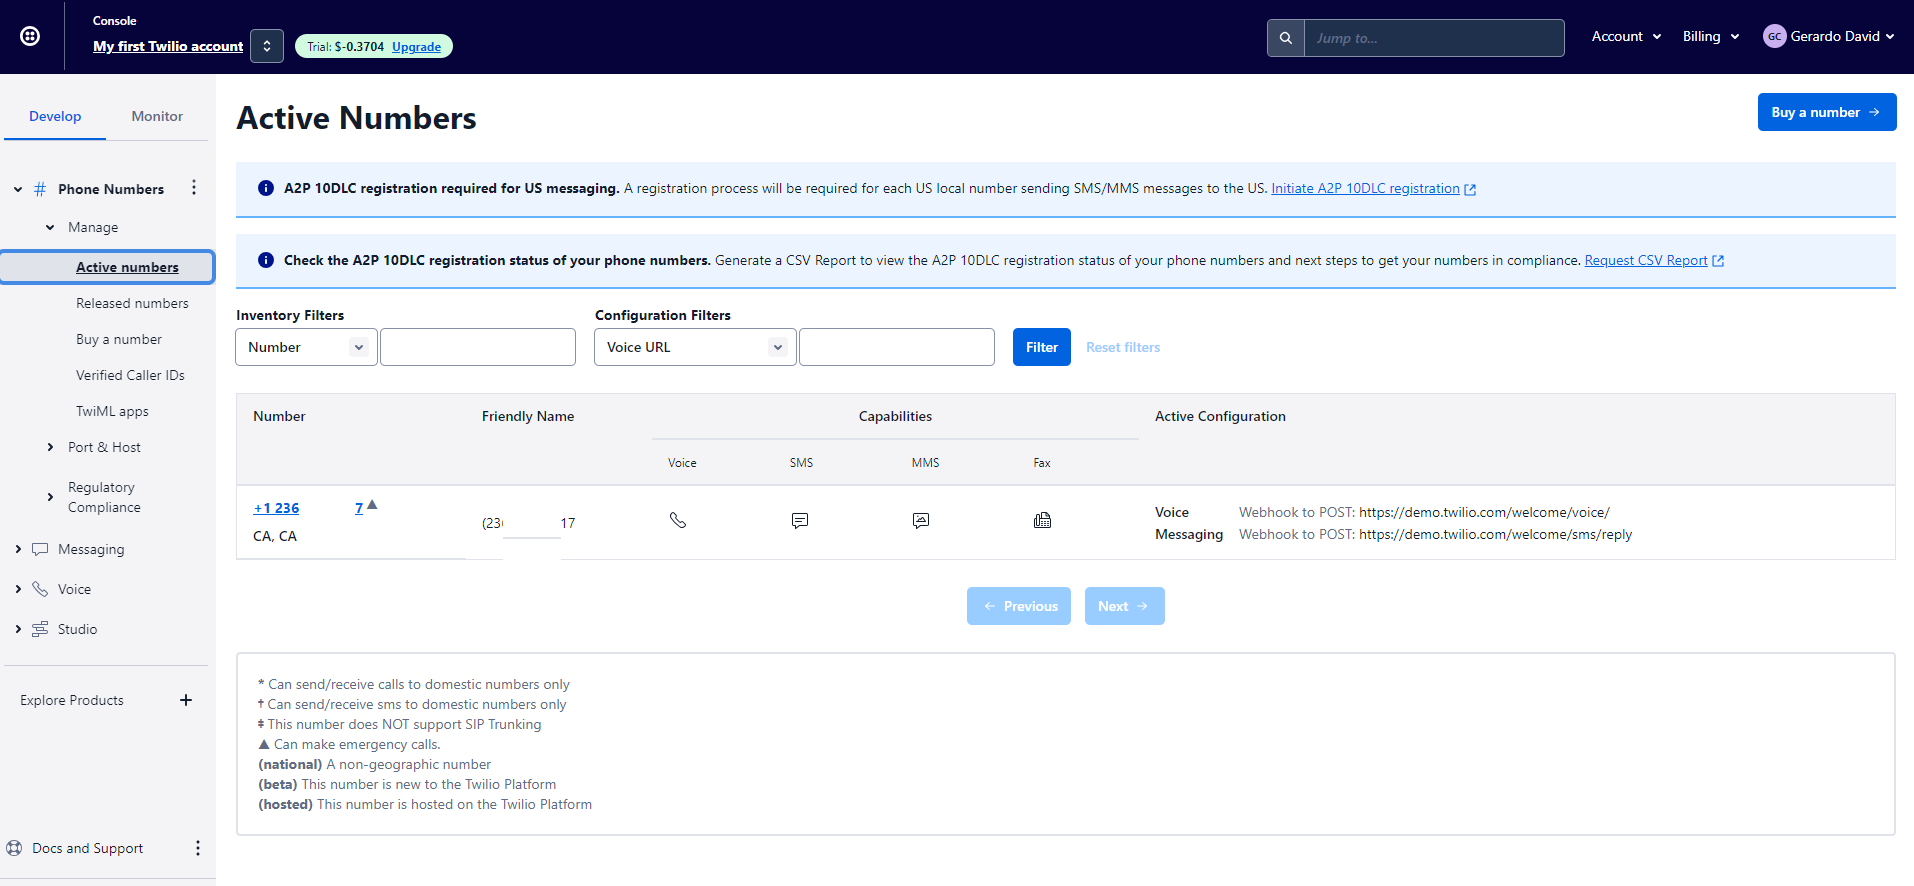 Console
My first Twilio account
Trial: $-0.3704 Upgrade
Jump to...
Account
Billing
GC Gerardo David
Develop
Monitor
Phone Numbers
Manage
Active numbers
Released numbers
Buy a number
Verified Caller IDs
TwiML apps
Port & Host
Regulatory
Compliance
Messaging
Voice
Studio
Explore Products
Docs and Support
Active Numbers
Buy a number →
A2P 10DLC registration required for US messaging. A registration process will be required for each US local number sending SMS/MMS messages to the US. Initiate A2P 10DLC registration
Check the A2P 10DLC registration status of your phone numbers. Generate a CSV Report to view the A2P 10DLC registration status of your phone numbers and next steps to get your numbers in compliance. Request CSV Report
Inventory Filters
Configuration Filters
Number
Voice URL
Filter
Reset filters
Number
Friendly Name
Capabilities
Active Configuration
Voice
SMS
MMS
Fax
+1 236 7▲
CA, CA
(23 17
Voice Webhook to POST: https://demo.twilio.com/welcome/voice/
Messaging Webhook to POST: https://demo.twilio.com/welcome/sms/reply
← Previous
Next →
* Can send/receive calls to domestic numbers only
† Can send/receive sms to domestic numbers only
‡ This number does NOT support SIP Trunking
▲ Can make emergency calls.
(national) A non-geographic number
(beta) This number is new to the Twilio Platform
(hosted) This number is hosted on the Twilio Platform